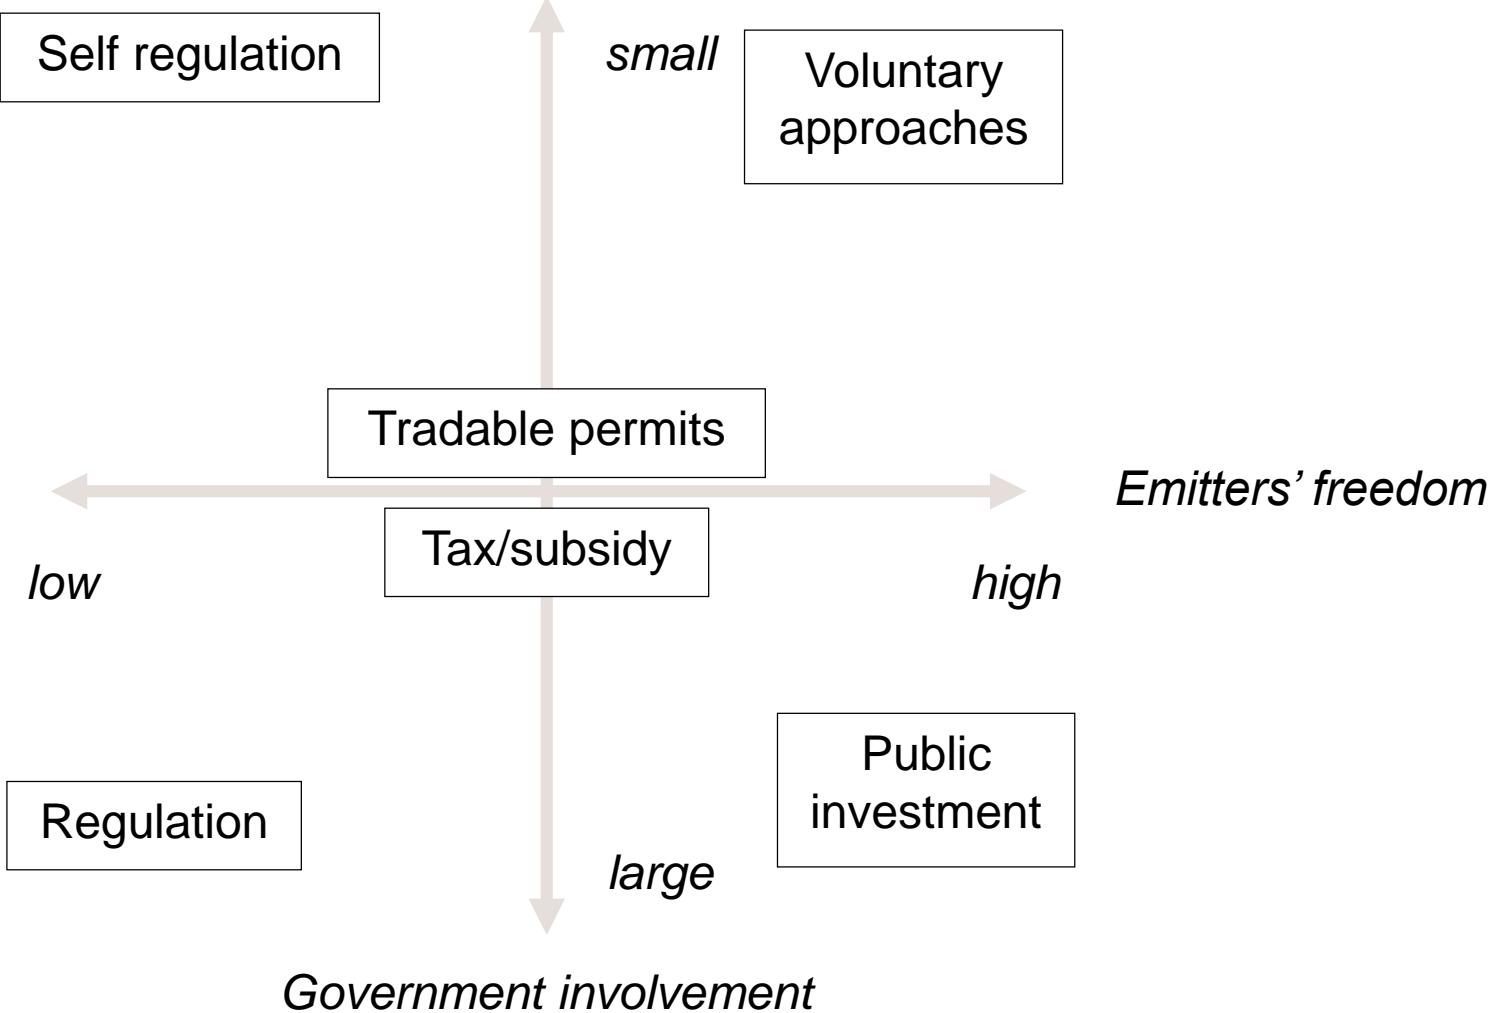 Self regulation
small
Voluntary
approaches
Tradable permits
Emitters’ freedom
Tax/subsidy
low
high
Public
investment
Regulation
large
Government involvement